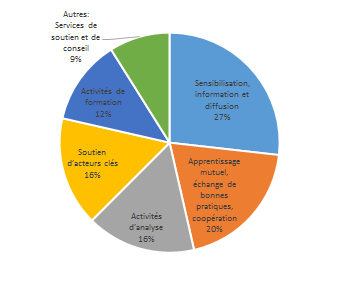 Autres:
Services de
soutien et de
conseil
9%
Sensibilisation,
information et
diffusion
27%
Activités de
formation
12%
Soutien
d'acteurs clés
16%
Apprentissage
mutuel,
échange de
bonnes
pratiques,
coopération
20%
Activités
d'analyse
16%